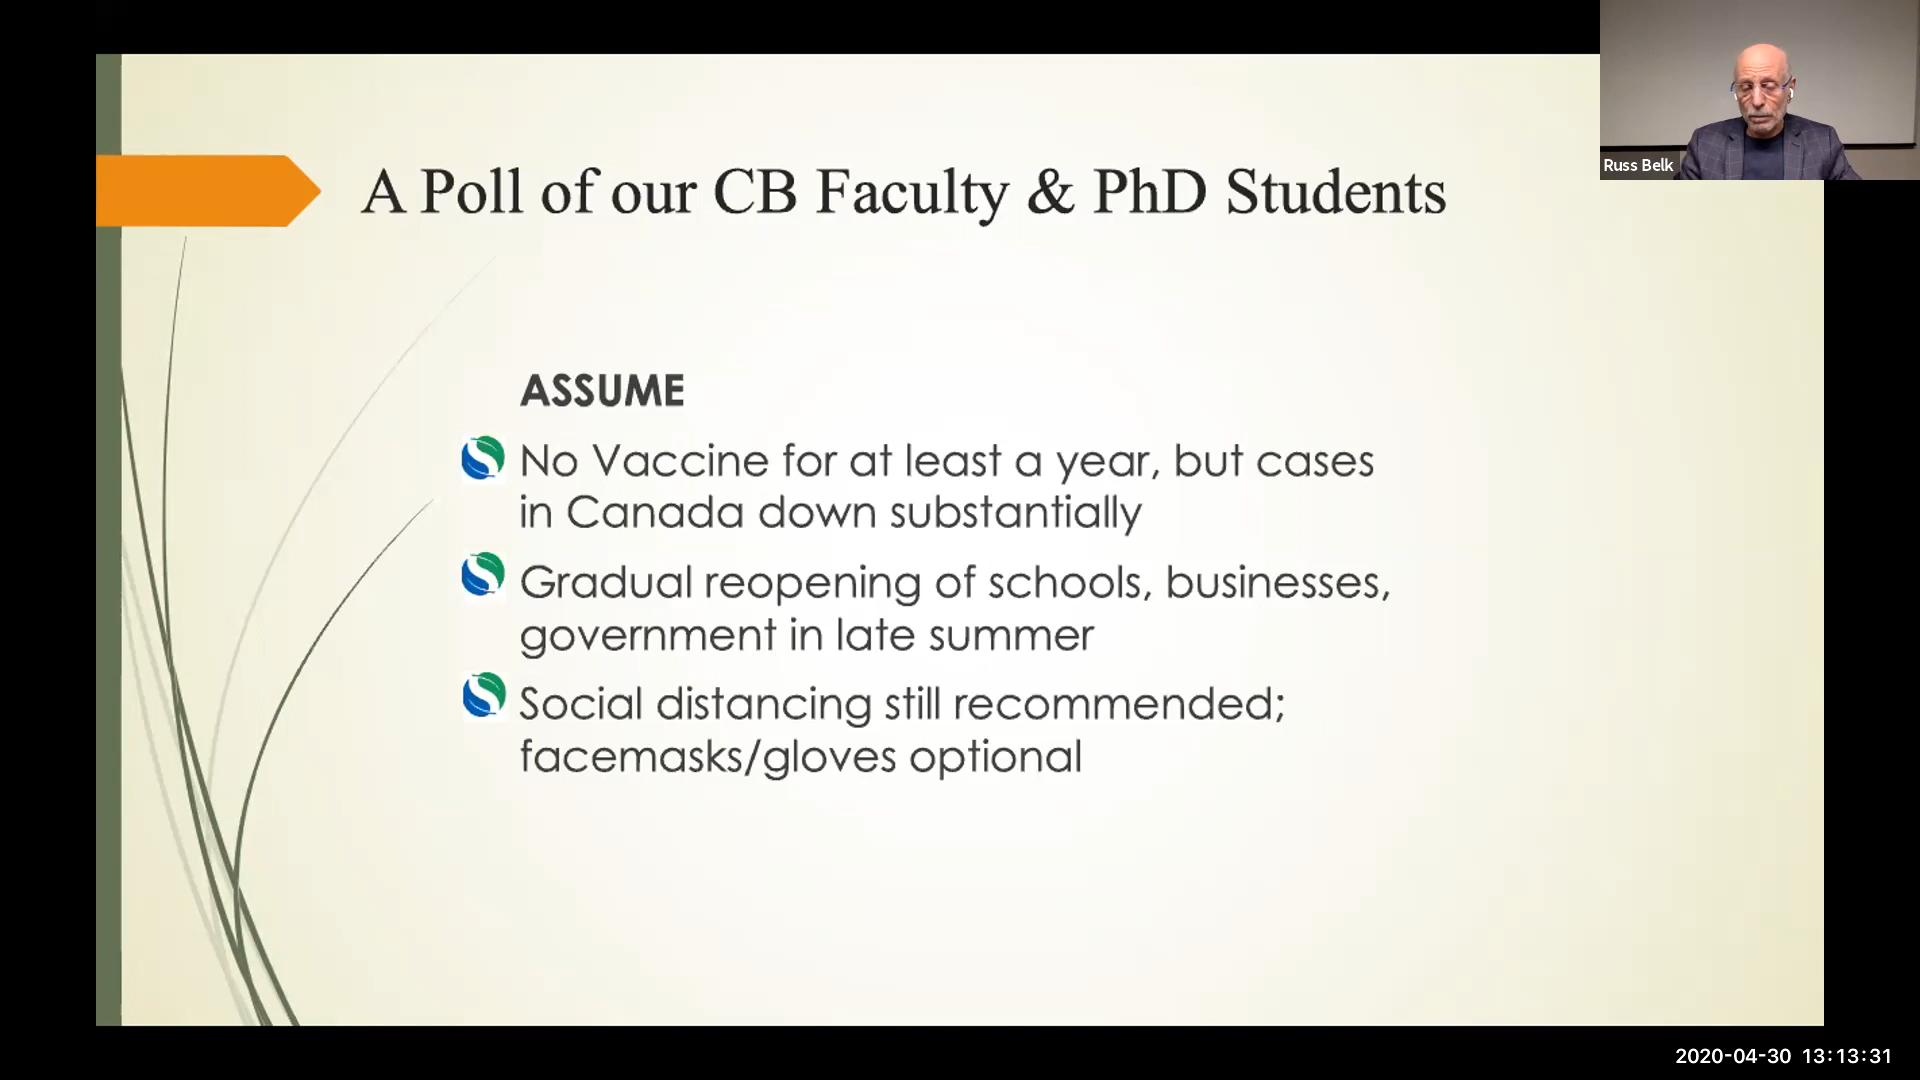 A Poll of our CB Faculty & PhD Students
Russ Belk
ASSUME
No Vaccine for at least a year, but cases
in Canada down substantially
Gradual reopening of schools, businesses,
government in late summer
Social distancing still recommended;
facemasks/gloves optional
2020-04-30 13:13:31